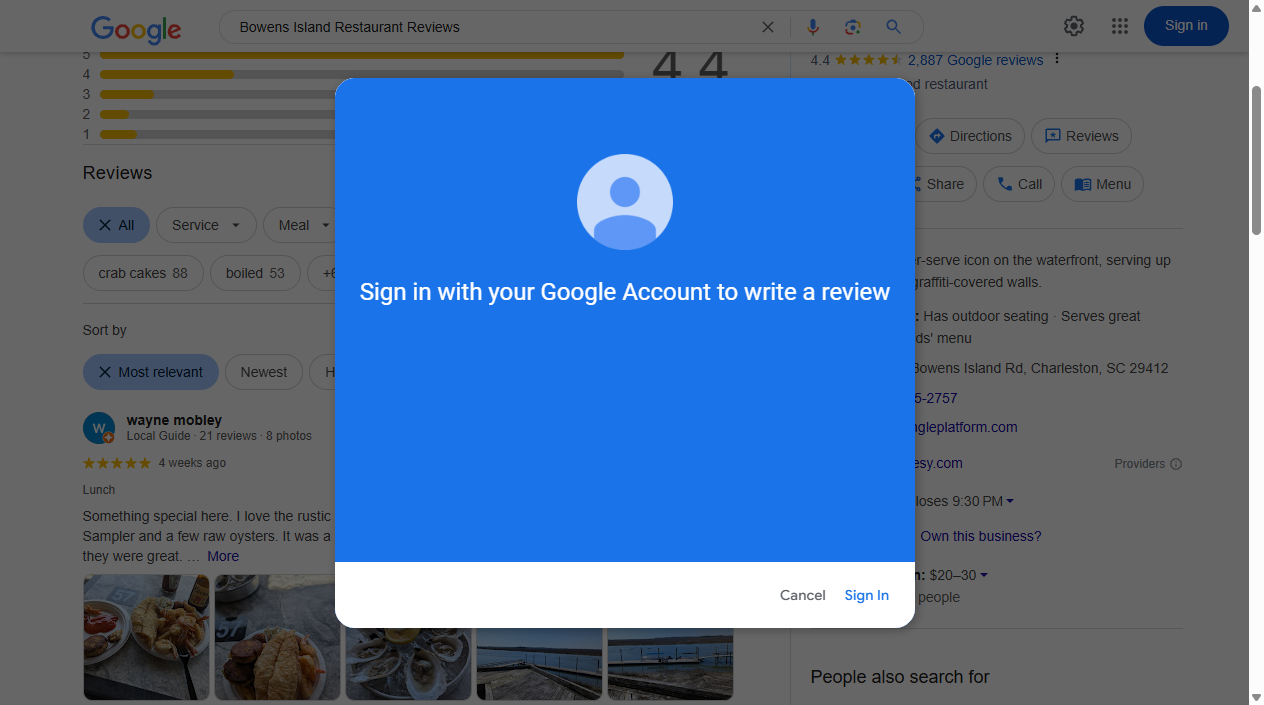 Google
Bowens Island Restaurant Reviews
Sign in
5
4
3
2
1
4.4
4.4 2,887 Google reviews
d restaurant
Directions
Reviews
Share
Call
Menu
Reviews
All
Service
Meal
crab cakes 88
boiled 53
+6
Sort by
Most relevant
Newest
H
wayne mobley
Local Guide · 21 reviews · 8 photos
4 weeks ago
Lunch
Something special here. I love the rustic
Sampler and a few raw oysters. It was a
they were great. … More
Sign in with your Google Account to write a review
Cancel
Sign In
r-serve icon on the waterfront, serving up
graffiti-covered walls.
: Has outdoor seating · Serves great
ds' menu
Bowens Island Rd, Charleston, SC 29412
5-2757
ngleplatform.com
esy.com
Providers
loses 9:30 PM
Own this business?
n: $20–30
people
People also search for
W
57
57